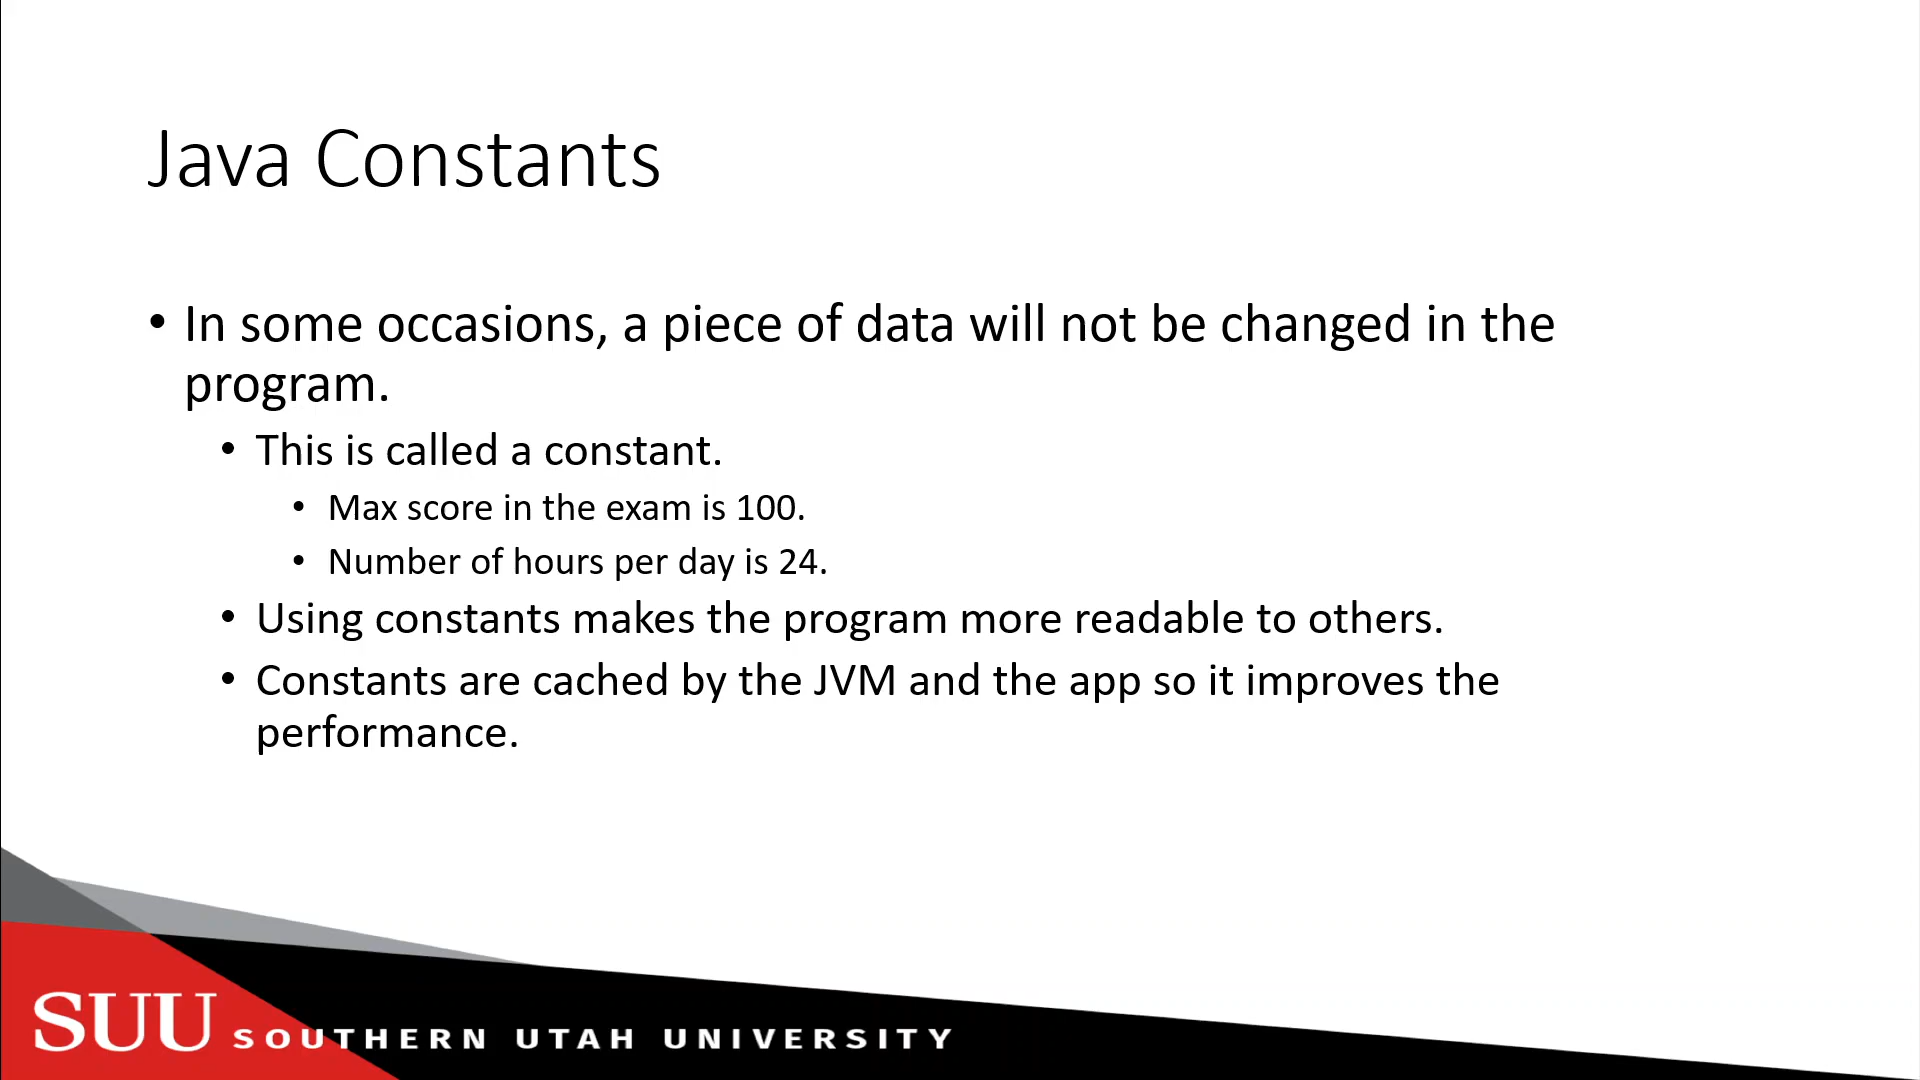 Java Constants
• In some occasions, a piece of data will not be changed in the
program.
• This is called a constant.
• Max score in the exam is 100.
• Number of hours per day is 24.
• Using constants makes the program more readable to others.
• Constants are cached by the JVM and the app so it improves the
performance.
SUU SOUTHERN UTAH UNIVERSITY